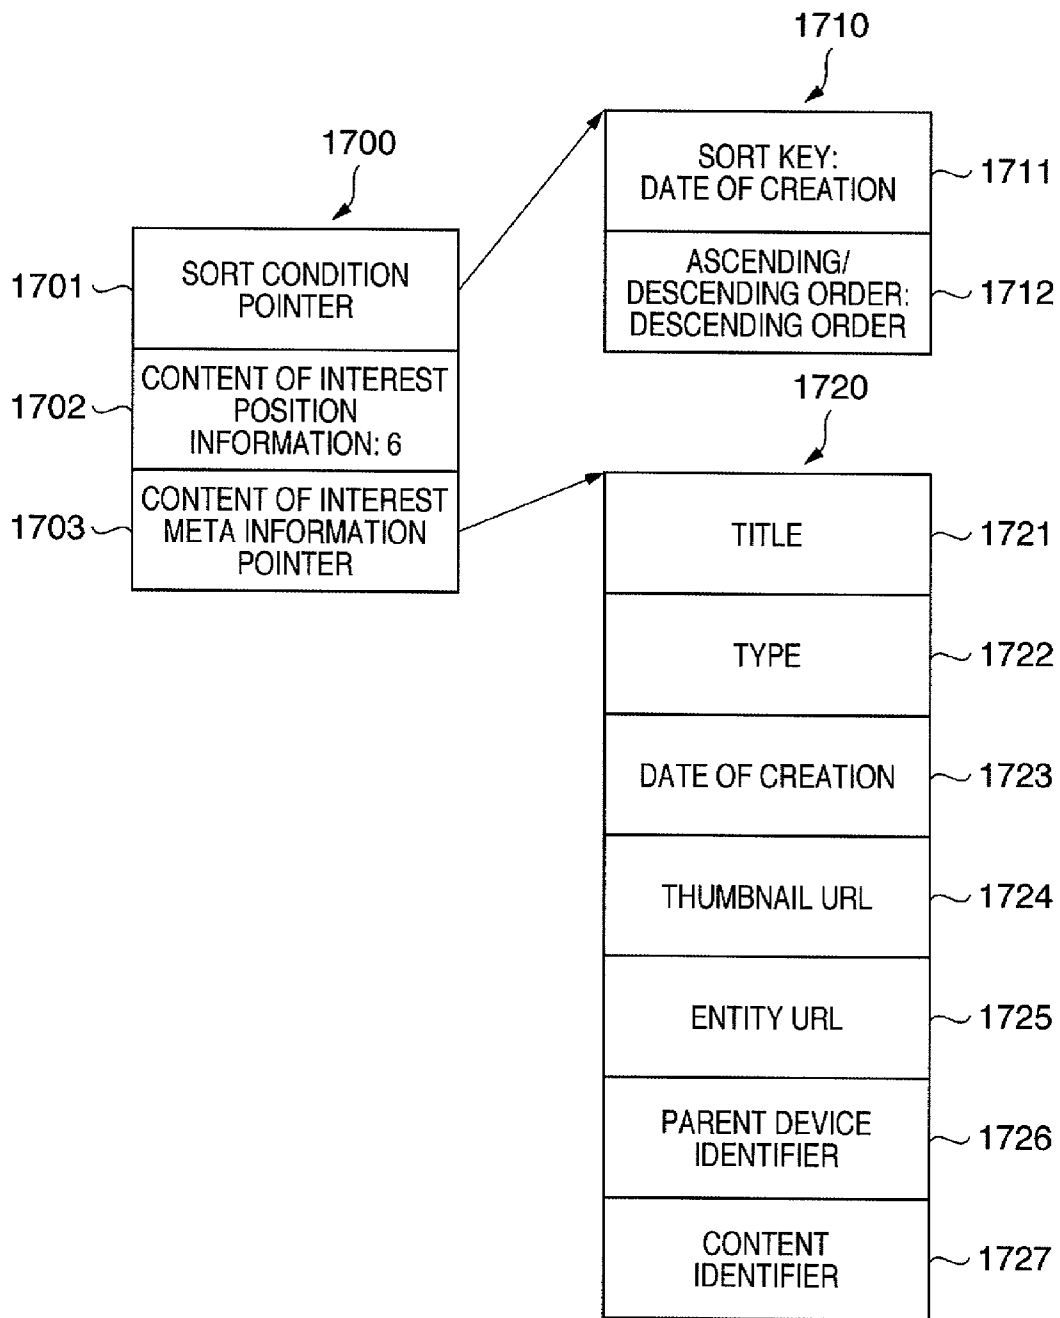 1710
1700
SORT KEY:
DATE OF CREATION
1711
ASCENDING/
DESCENDING ORDER:
DESCENDING ORDER
1712
1701
SORT CONDITION
POINTER
1702
CONTENT OF INTEREST
POSITION
INFORMATION: 6
1703
CONTENT OF INTEREST
META INFORMATION
POINTER
1720
TITLE
1721
TYPE
1722
DATE OF CREATION
1723
THUMBNAIL URL
1724
ENTITY URL
1725
PARENT DEVICE
IDENTIFIER
1726
CONTENT
IDENTIFIER
1727